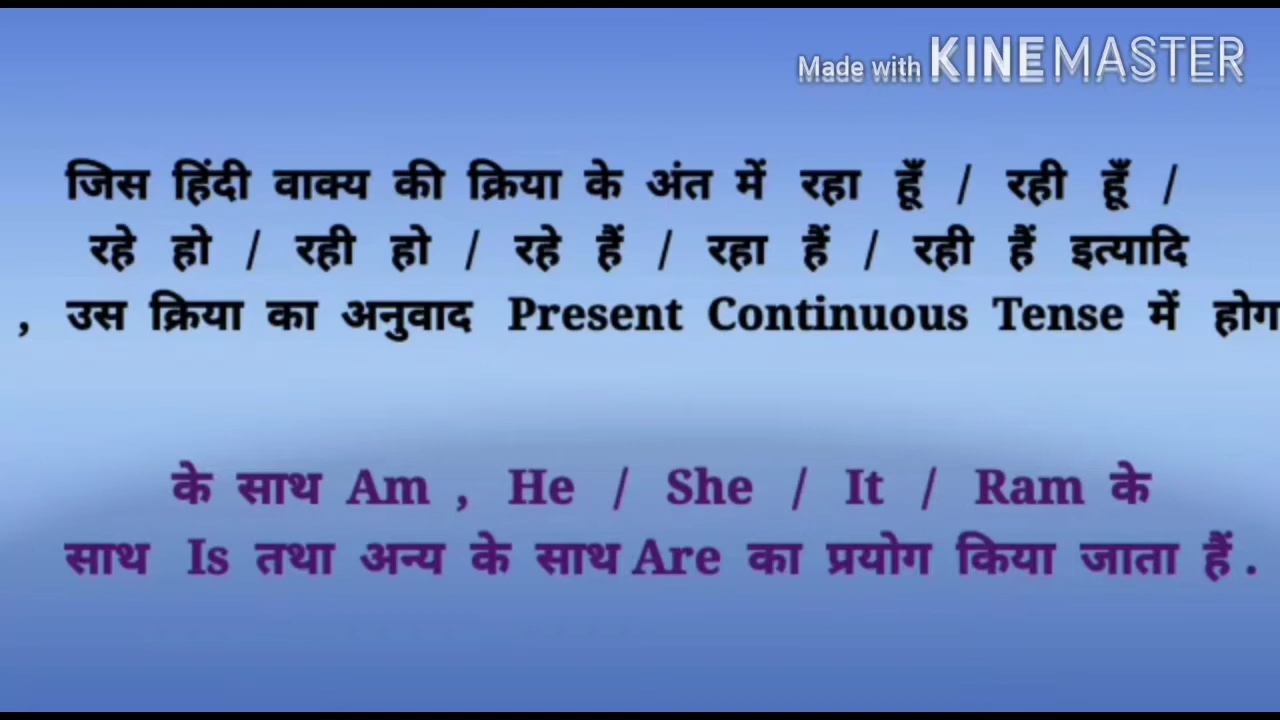 Made with KINEMASTER
जिस हिंदी वाक्य की क्रिया के अंत में रहा हूँ / रही हूँ /
रहे हो / रही हो / रहे हैं / रहा हैं / रही हैं इत्यादि
, उस क्रिया का अनुवाद Present Continuous Tense में होग
के साथ Am , He / She / It / Ram के
साथ Is तथा अन्य के साथ Are का प्रयोग किया जाता हैं .